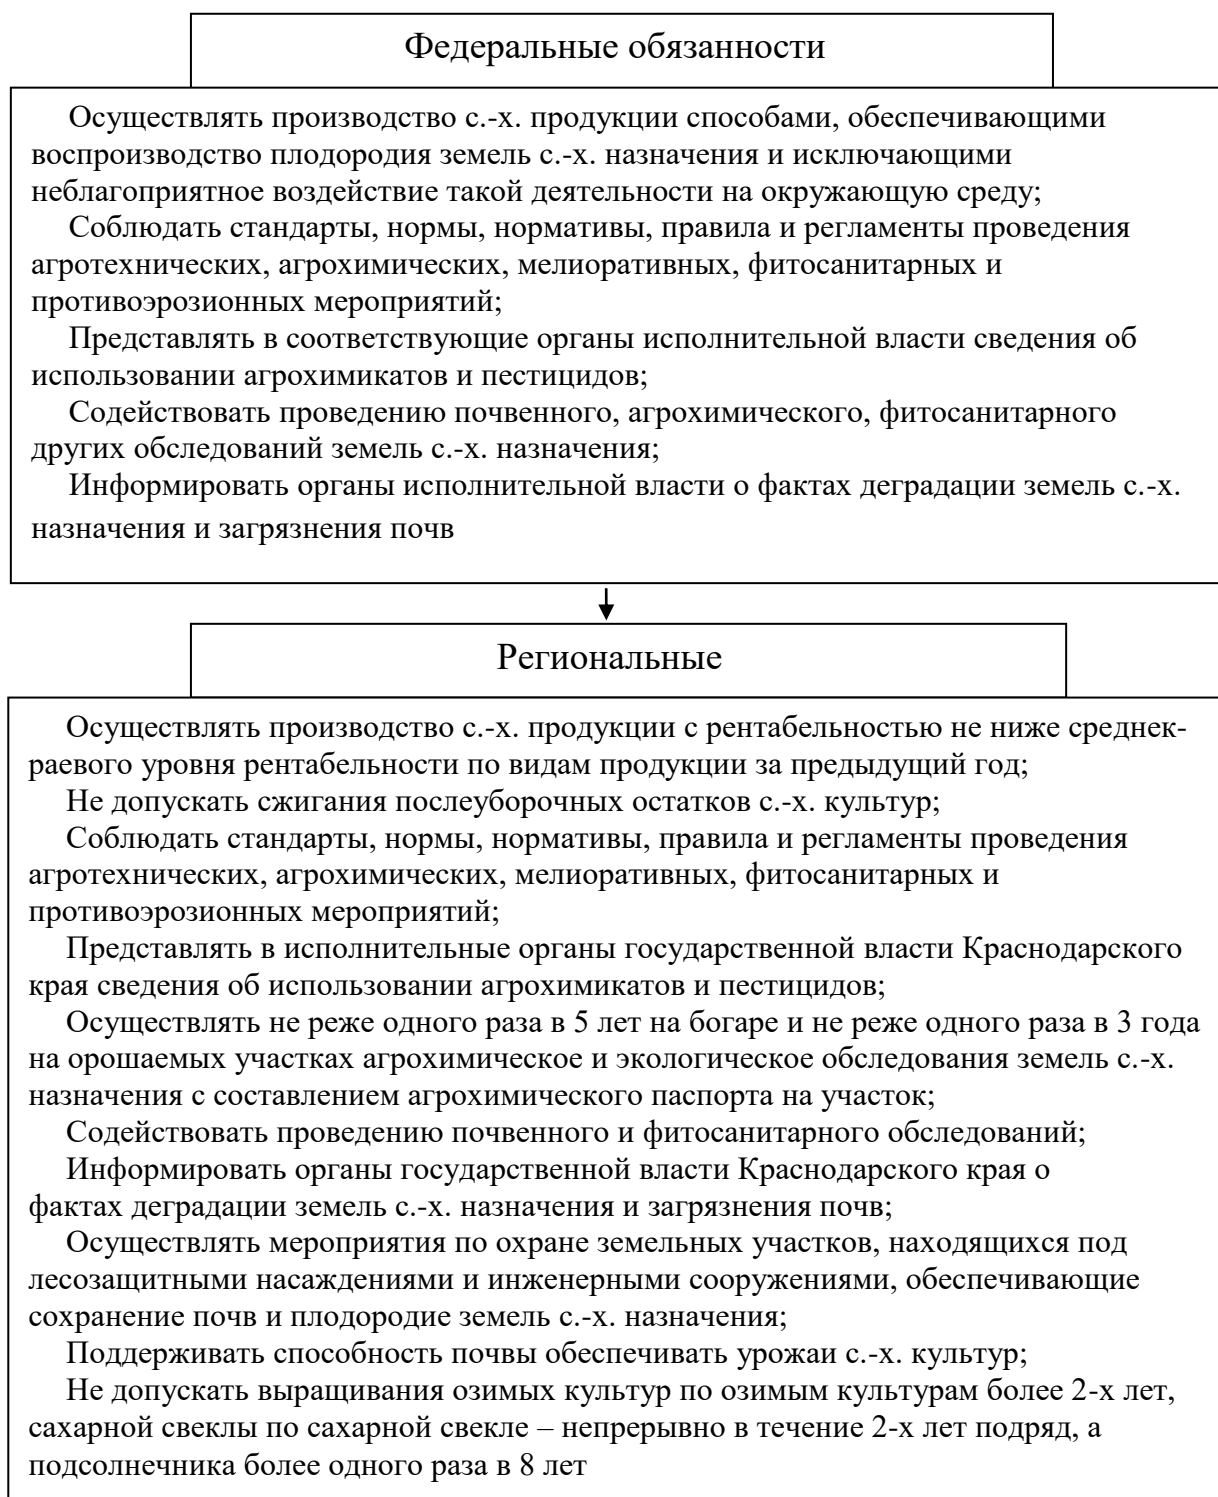 Федеральные обязанности
Осуществлять производство с.-х. продукции способами, обеспечивающими
воспроизводство плодородия земель с.-х. назначения и исключающими
неблагоприятное воздействие такой деятельности на окружающую среду;
Соблюдать стандарты, нормы, нормативы, правила и регламенты проведения
агротехнических, агрохимических, мелиоративных, фитосанитарных и
противоэрозионных мероприятий;
Представлять в соответствующие органы исполнительной власти сведения об
использовании агрохимикатов и пестицидов;
Содействовать проведению почвенного, агрохимического, фитосанитарного
других обследований земель с.-х. назначения;
Информировать органы исполнительной власти о фактах деградации земель с.-х.
назначения и загрязнения почв
Региональные
Осуществлять производство с.-х. продукции с рентабельностью не ниже среднек-
раевого уровня рентабельности по видам продукции за предыдущий год;
Не допускать сжигания послеуборочных остатков с.-х. культур;
Соблюдать стандарты, нормы, нормативы, правила и регламенты проведения
агротехнических, агрохимических, мелиоративных, фитосанитарных и
противоэрозионных мероприятий;
Представлять в исполнительные органы государственной власти Краснодарского
края сведения об использовании агрохимикатов и пестицидов;
Осуществлять не реже одного раза в 5 лет на богаре и не реже одного раза в 3 года
на орошаемых участках агрохимическое и экологическое обследования земель с.-х.
назначения с составлением агрохимического паспорта на участок;
Содействовать проведению почвенного и фитосанитарного обследований;
Информировать органы государственной власти Краснодарского края о
фактах деградации земель с.-х. назначения и загрязнения почв;
Осуществлять мероприятия по охране земельных участков, находящихся под
лесозащитными насаждениями и инженерными сооружениями, обеспечивающие
сохранение почв и плодородие земель с.-х. назначения;
Поддерживать способность почвы обеспечивать урожаи с.-х. культур;
Не допускать выращивания озимых культур по озимым культурам более 2-х лет,
сахарной свеклы по сахарной свекле – непрерывно в течение 2-х лет подряд, а
подсолнечника более одного раза в 8 лет